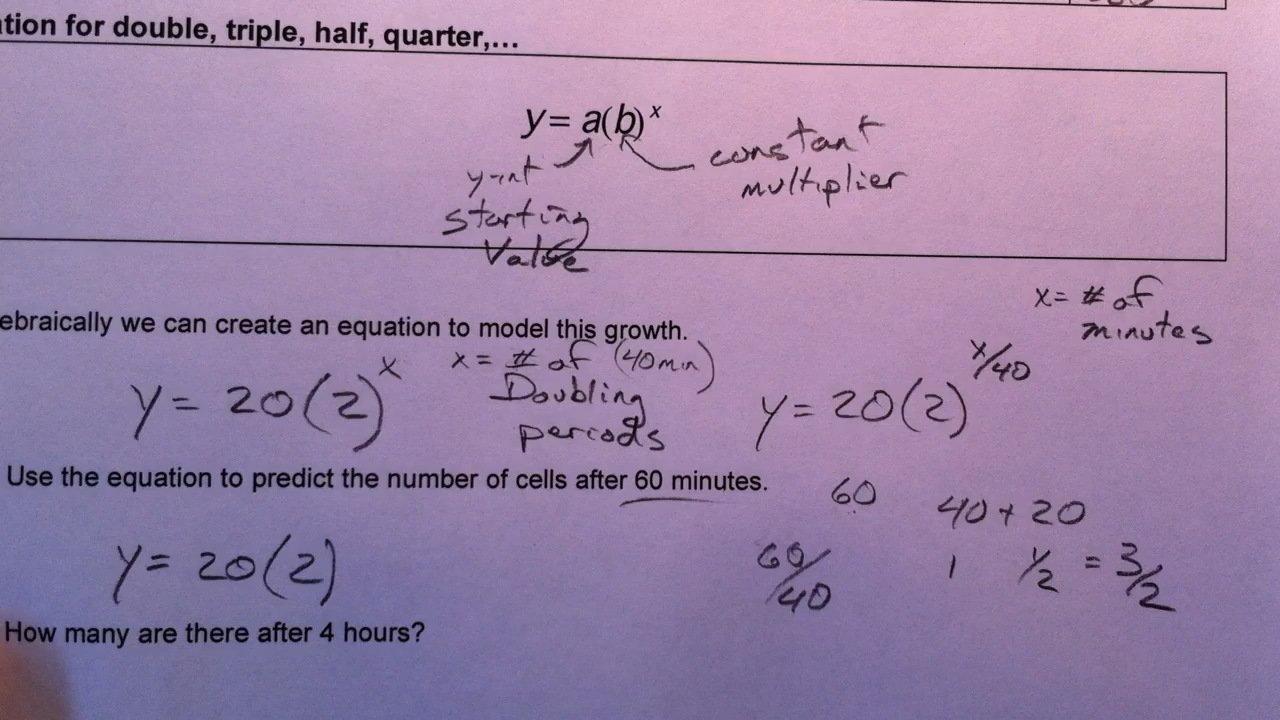 tion for double, triple, half, quarter,...
y = a(b)^x
y-int
constant
multiplier
starting
Value
x = # of
minutes
ebraically we can create an equation to model this growth.
y = 20(2)^x
x = # of (40min)
Doubling
periods
y = 20(2)^x/40
Use the equation to predict the number of cells after 60 minutes.
60
40 + 20
y = 20(2)
60/40
1 1/2 = 3/2
How many are there after 4 hours?